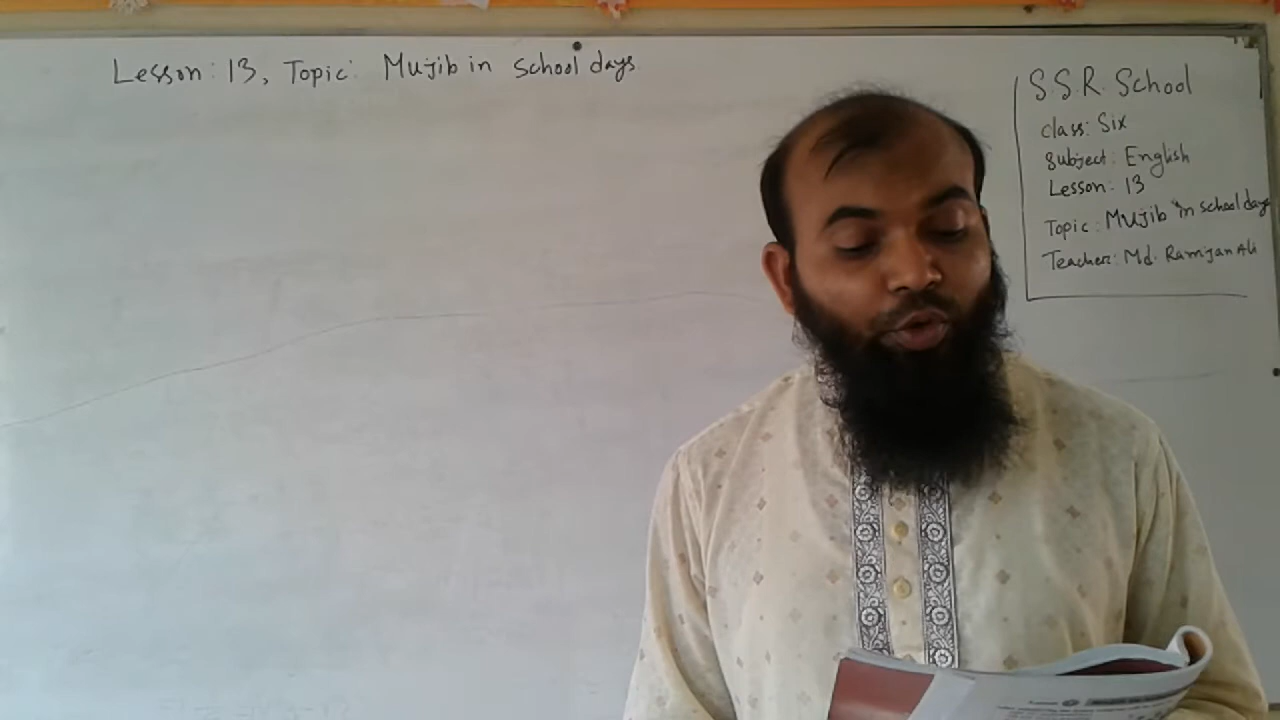 Lesson: 13, Topic: Mujib in School days.
S.S.R. School
class: Six
Subject: English
Lesson: 13
Topic: Mujib "in School days
Teacher: Md. Ramjan Ali